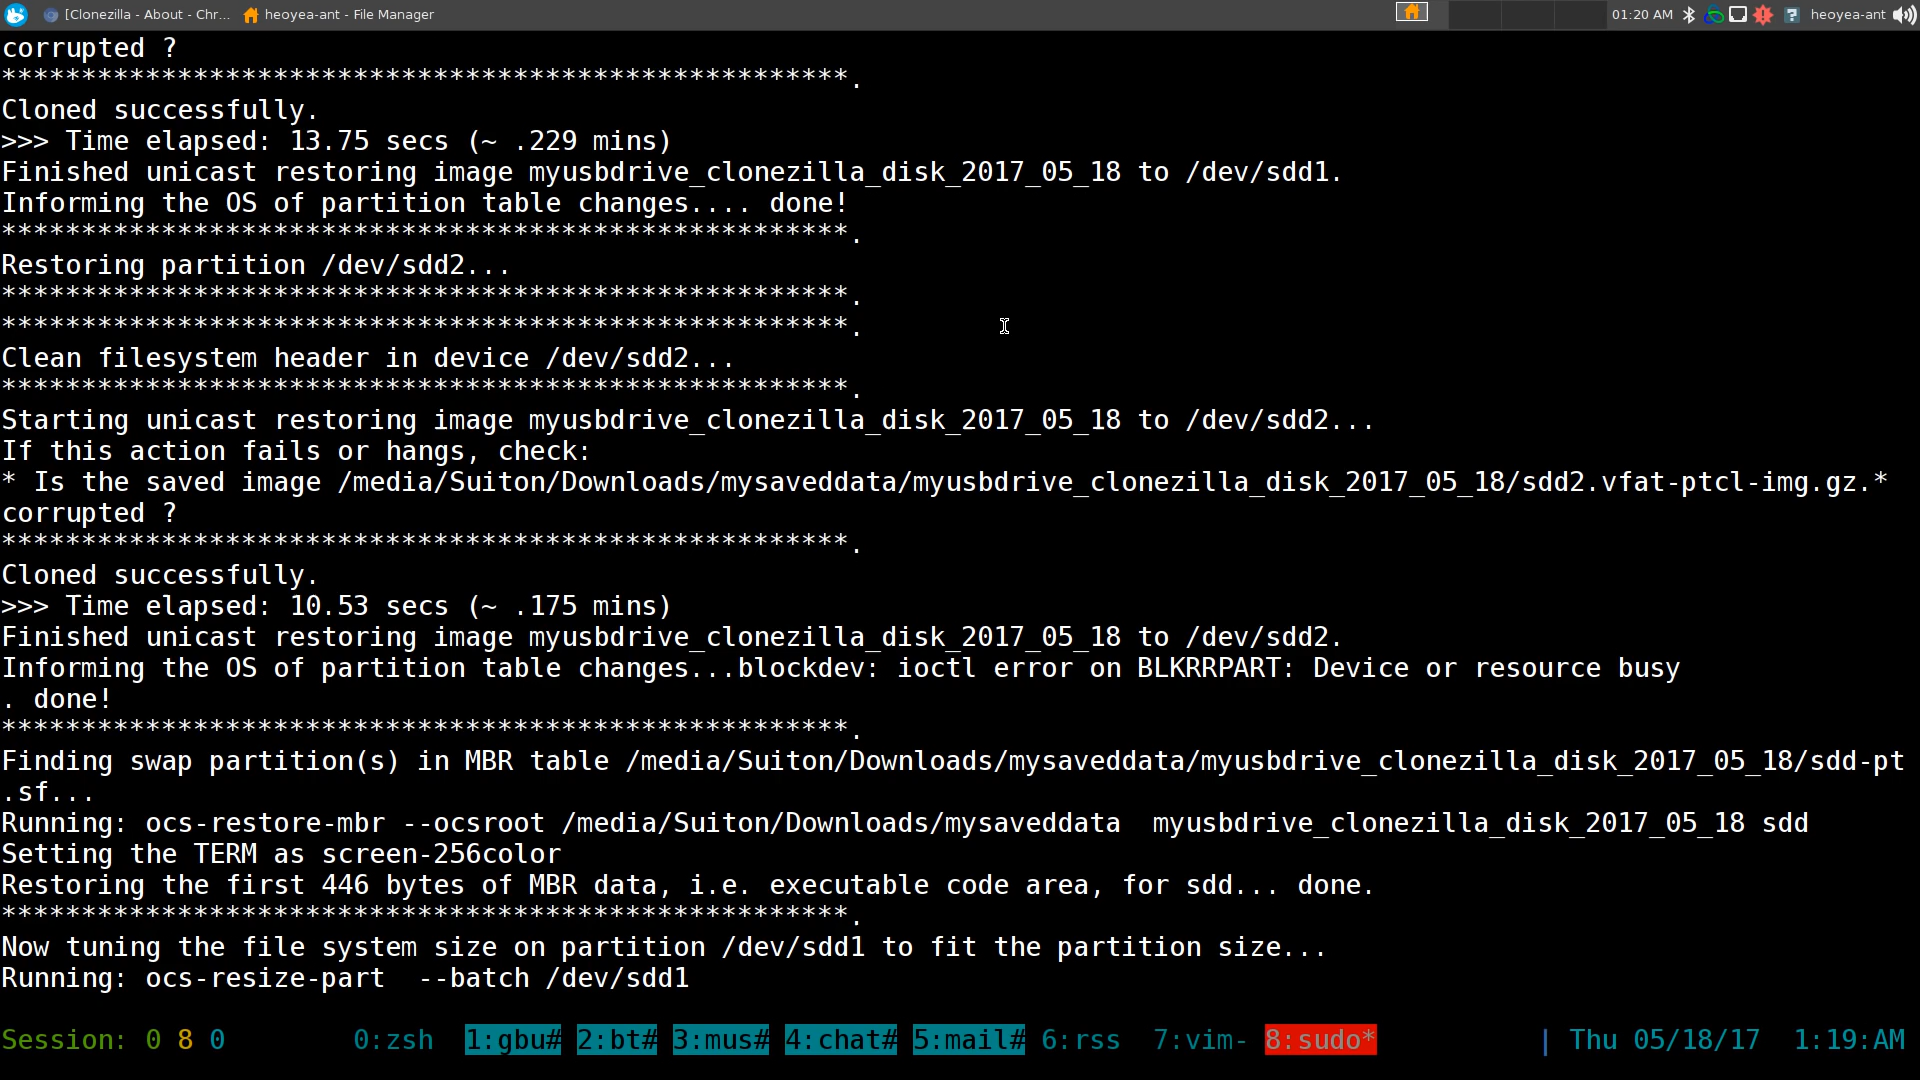 [Clonezilla - About - Chr... heoyea-ant - File Manager 01:20 AM heoyea-ant
corrupted ?
*****************************************************.
Cloned successfully.
>>> Time elapsed: 13.75 secs (~ .229 mins)
Finished unicast restoring image myusbdrive_clonezilla_disk_2017_05_18 to /dev/sdd1.
Informing the OS of partition table changes.... done!
*****************************************************.
Restoring partition /dev/sdd2...
*****************************************************.
*****************************************************.
Clean filesystem header in device /dev/sdd2...
*****************************************************.
Starting unicast restoring image myusbdrive_clonezilla_disk_2017_05_18 to /dev/sdd2...
If this action fails or hangs, check:
* Is the saved image /media/Suiton/Downloads/mysaveddata/myusbdrive_clonezilla_disk_2017_05_18/sdd2.vfat-ptcl-img.gz.*
corrupted ?
*****************************************************.
Cloned successfully.
>>> Time elapsed: 10.53 secs (~ .175 mins)
Finished unicast restoring image myusbdrive_clonezilla_disk_2017_05_18 to /dev/sdd2.
Informing the OS of partition table changes...blockdev: ioctl error on BLKRRPART: Device or resource busy
. done!
*****************************************************.
Finding swap partition(s) in MBR table /media/Suiton/Downloads/mysaveddata/myusbdrive_clonezilla_disk_2017_05_18/sdd-pt
.sf...
Running: ocs-restore-mbr --ocsroot /media/Suiton/Downloads/mysaveddata  myusbdrive_clonezilla_disk_2017_05_18 sdd
Setting the TERM as screen-256color
Restoring the first 446 bytes of MBR data, i.e. executable code area, for sdd... done.
*****************************************************.
Now tuning the file system size on partition /dev/sdd1 to fit the partition size...
Running: ocs-resize-part  --batch /dev/sdd1
Session: 0 8 0 0:zsh 1:gbu# 2:bt# 3:mus# 4:chat# 5:mail# 6:rss 7:vim- 8:sudo* | Thu 05/18/17 1:19:AM